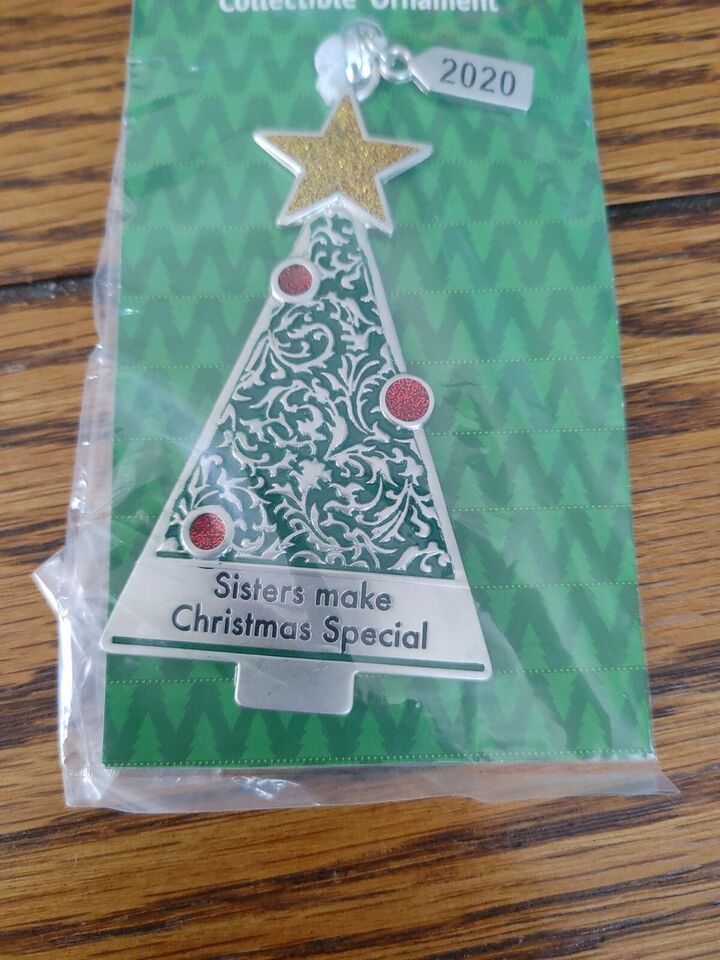 Collectible Ornament
2020
Sisters make
Christmas Special